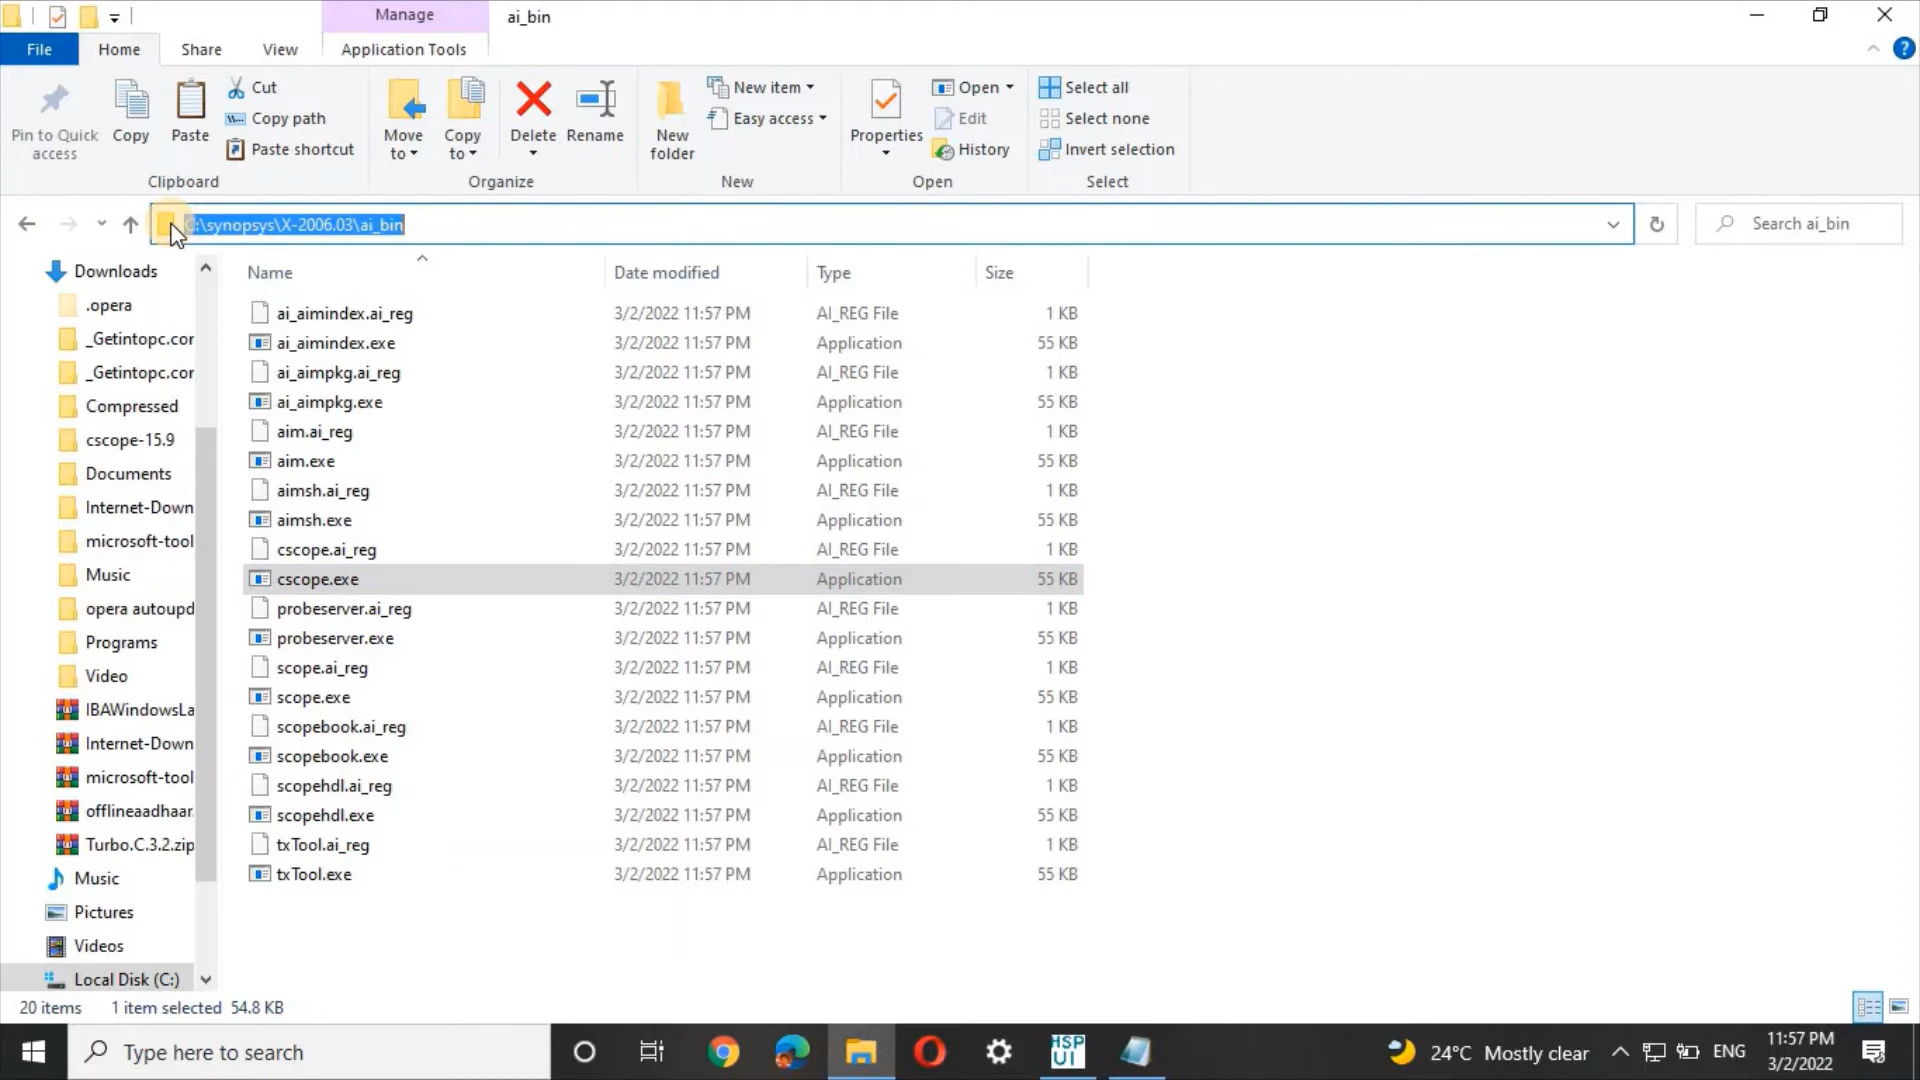 Manage
ai_bin
File
Home
Share
View
Application Tools
Pin to Quick access
Copy
Paste
Cut
Copy path
Paste shortcut
Move to
Copy to
Delete
Rename
New folder
New item
Easy access
Properties
Open
Edit
History
Select all
Select none
Invert selection
Clipboard
Organize
New
Open
Select
C:\synopsys\X-2006.03\ai_bin
Search ai_bin
Downloads
.opera
_Getintopc.cor
_Getintopc.cor
Compressed
cscope-15.9
Documents
Internet-Down
microsoft-tool
Music
opera autoupd
Programs
Video
IBAWindowsLa
Internet-Down
microsoft-tool
offlineaadhaar
Turbo.C.3.2.zip
Music
Pictures
Videos
Local Disk (C:)
Name Date modified Type Size
ai_aimindex.ai_reg 3/2/2022 11:57 PM AI_REG File 1 KB
ai_aimindex.exe 3/2/2022 11:57 PM Application 55 KB
ai_aimpkg.ai_reg 3/2/2022 11:57 PM AI_REG File 1 KB
ai_aimpkg.exe 3/2/2022 11:57 PM Application 55 KB
aim.ai_reg 3/2/2022 11:57 PM AI_REG File 1 KB
aim.exe 3/2/2022 11:57 PM Application 55 KB
aimsh.ai_reg 3/2/2022 11:57 PM AI_REG File 1 KB
aimsh.exe 3/2/2022 11:57 PM Application 55 KB
cscope.ai_reg 3/2/2022 11:57 PM AI_REG File 1 KB
cscope.exe 3/2/2022 11:57 PM Application 55 KB
probeserver.ai_reg 3/2/2022 11:57 PM AI_REG File 1 KB
probeserver.exe 3/2/2022 11:57 PM Application 55 KB
scope.ai_reg 3/2/2022 11:57 PM AI_REG File 1 KB
scope.exe 3/2/2022 11:57 PM Application 55 KB
scopebook.ai_reg 3/2/2022 11:57 PM AI_REG File 1 KB
scopebook.exe 3/2/2022 11:57 PM Application 55 KB
scopehdl.ai_reg 3/2/2022 11:57 PM AI_REG File 1 KB
scopehdl.exe 3/2/2022 11:57 PM Application 55 KB
txTool.ai_reg 3/2/2022 11:57 PM AI_REG File 1 KB
txTool.exe 3/2/2022 11:57 PM Application 55 KB
20 items 1 item selected 54.8 KB
Type here to search
HSP
UI
24°C Mostly clear
ENG
11:57 PM
3/2/2022